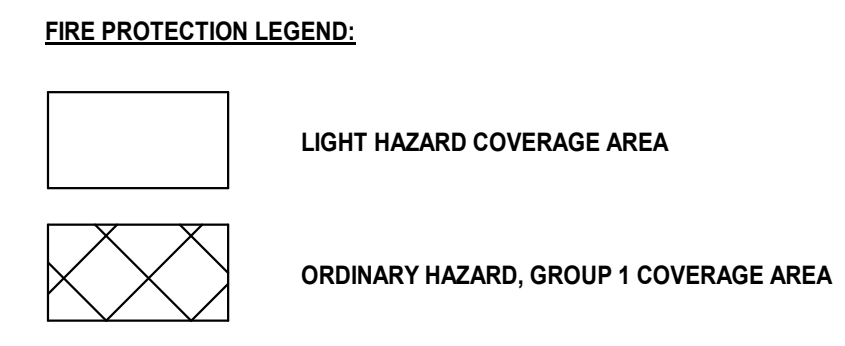 FIRE PROTECTION LEGEND:
LIGHT HAZARD COVERAGE AREA
ORDINARY HAZARD, GROUP 1 COVERAGE AREA